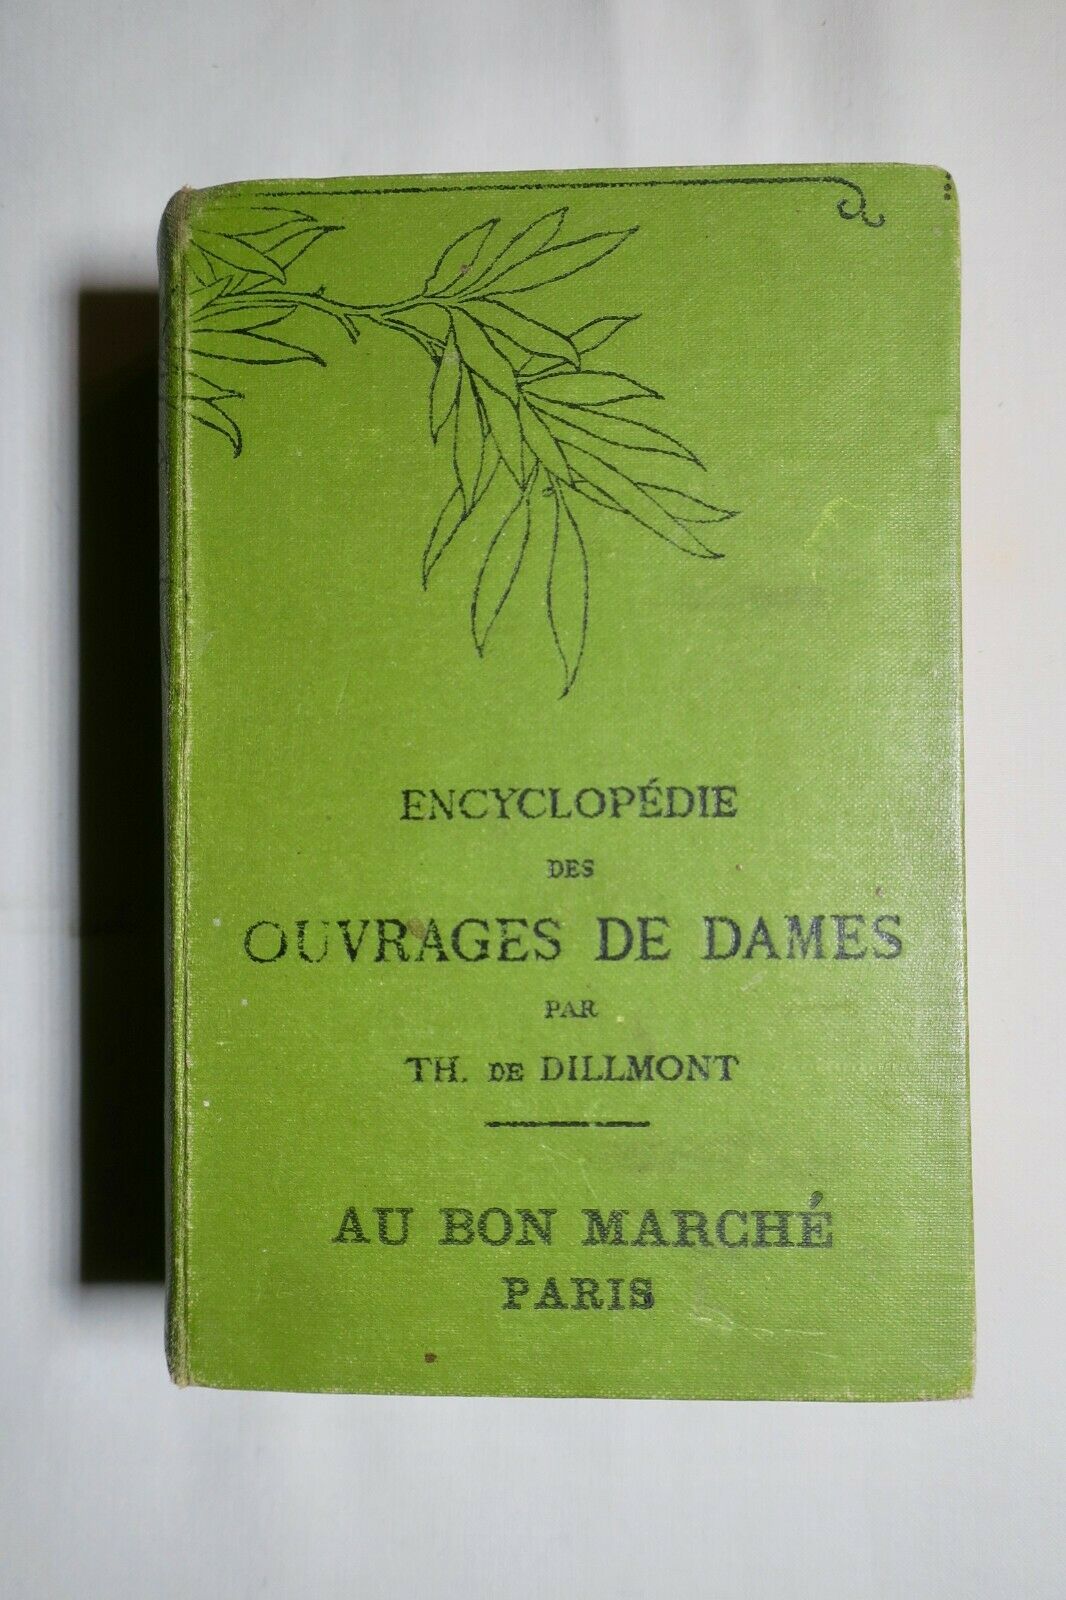 ENCYCLOPÉDIE
DES
OUVRAGES DE DAMES
PAR
TH. DE DILLMONT
AU BON MARCHÉ
PARIS